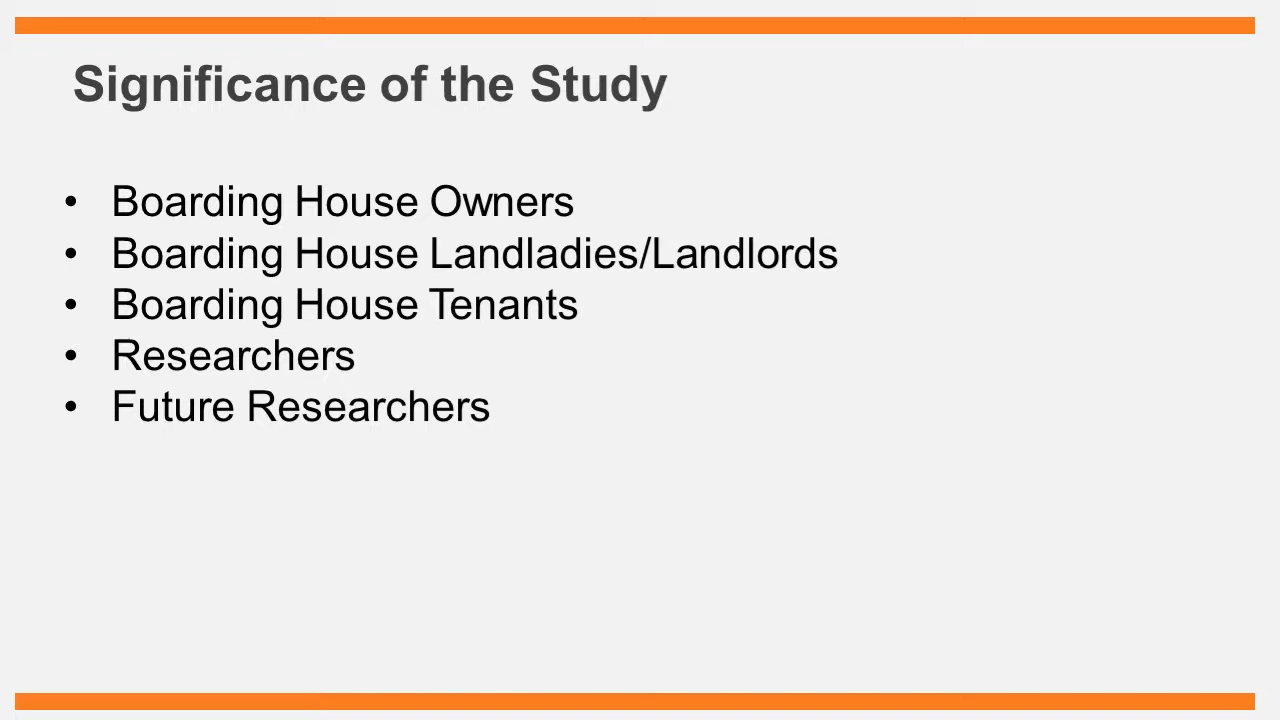 Significance of the Study
• Boarding House Owners
• Boarding House Landladies/Landlords
• Boarding House Tenants
• Researchers
• Future Researchers